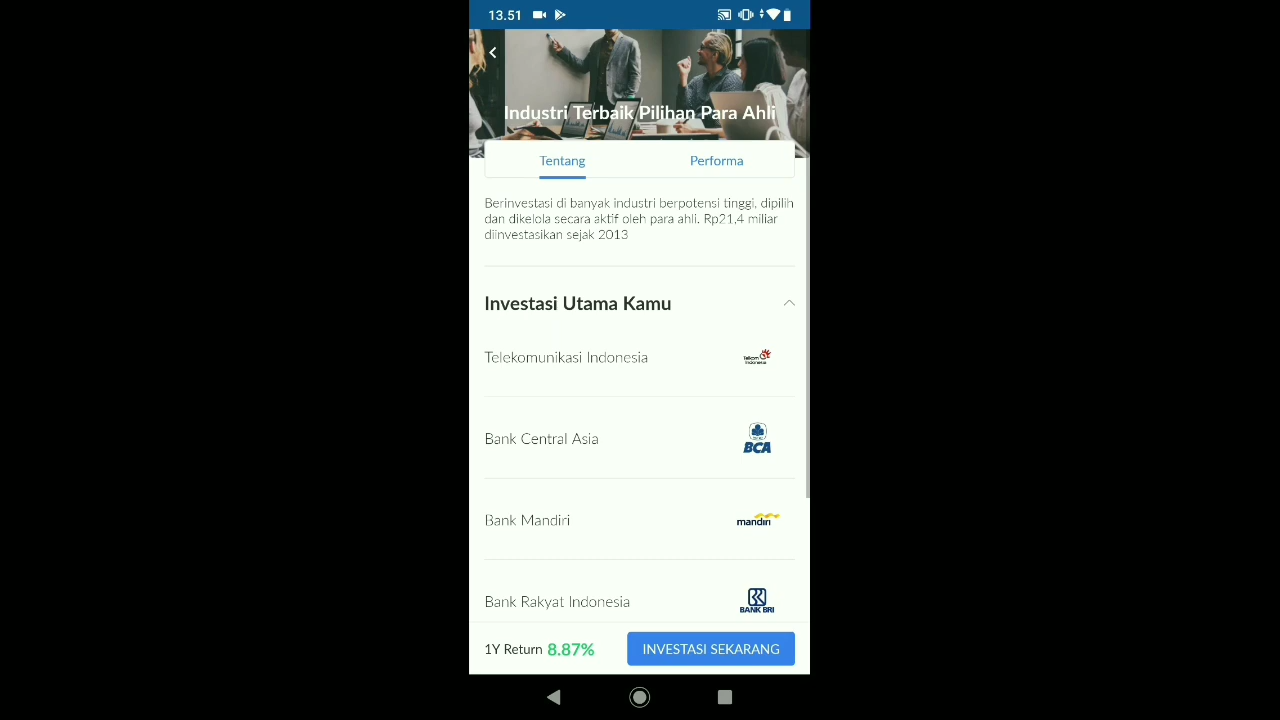 13.51
Industri Terbaik Pilihan Para Ahli
Tentang
Performa
Berinvestasi di banyak industri berpotensi tinggi, dipilih
dan dikelola secara aktif oleh para ahli. Rp21,4 miliar
diinvestasikan sejak 2013
Investasi Utama Kamu
Telekomunikasi Indonesia
Telkom
Indonesia
Bank Central Asia
BCA
Bank Mandiri
mandiri
Bank Rakyat Indonesia
BANK BRI
1Y Return 8.87%
INVESTASI SEKARANG